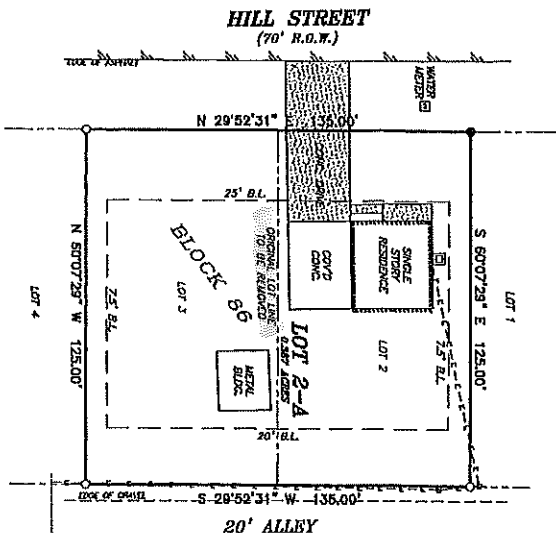 HILL STREET
(70' R.O.W.)
EDGE OF ASPHALT
WATER
METER
N 29°52'31" E 135.00'
CONC. DRIVE
25' B.L.
ORIGINAL LOT LINE
TO BE REMOVED
BLOCK 86
COV'D
CONC.
SINGLE
STORY
RESIDENCE
S 60°07'29" E 125.00'
LOT 1
N 60°07'29" W 125.00'
LOT 4
7.5' B.L.
LOT 3
LOT 2-A
0.387 ACRES
LOT 2
7.5' B.L.
METAL
BLDG.
20' B.L.
EDGE OF GRAVEL
S 29°52'31" W 135.00'
20' ALLEY